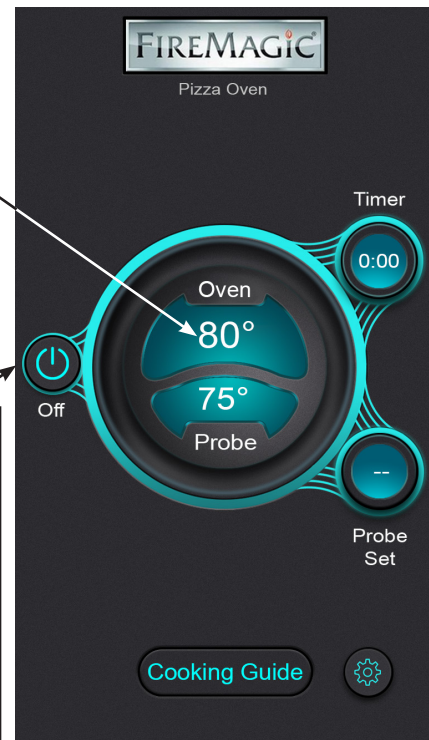 FIREMAGIC
Pizza Oven
Timer
0:00
Oven
80°
75°
Probe
Off
--
Probe
Set
Cooking Guide